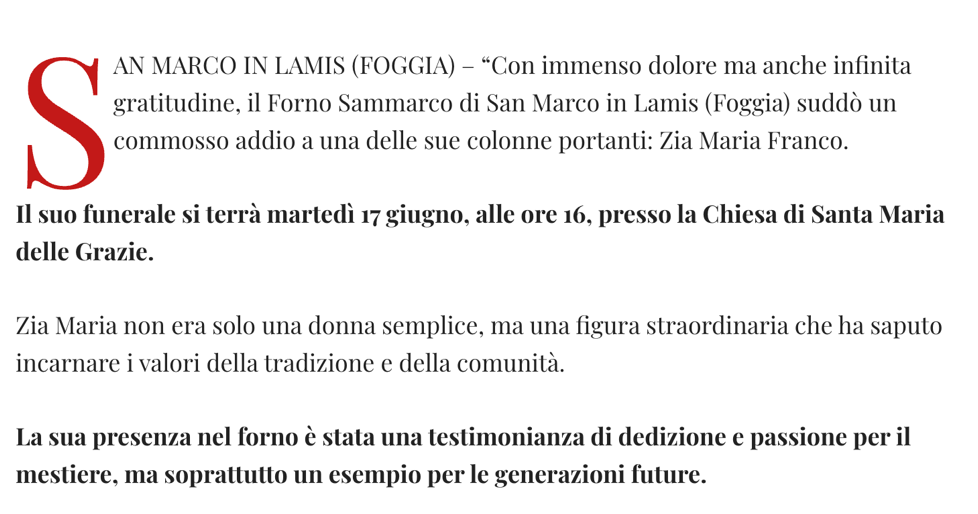 SAN MARCO IN LAMIS (FOGGIA) – “Con immenso dolore ma anche infinita
gratitudine, il Forno Sammarco di San Marco in Lamis (Foggia) suddò un
commosso addio a una delle sue colonne portanti: Zia Maria Franco.
Il suo funerale si terrà martedì 17 giugno, alle ore 16, presso la Chiesa di Santa Maria
delle Grazie.
Zia Maria non era solo una donna semplice, ma una figura straordinaria che ha saputo
incarnare i valori della tradizione e della comunità.
La sua presenza nel forno è stata una testimonianza di dedizione e passione per il
mestiere, ma soprattutto un esempio per le generazioni future.